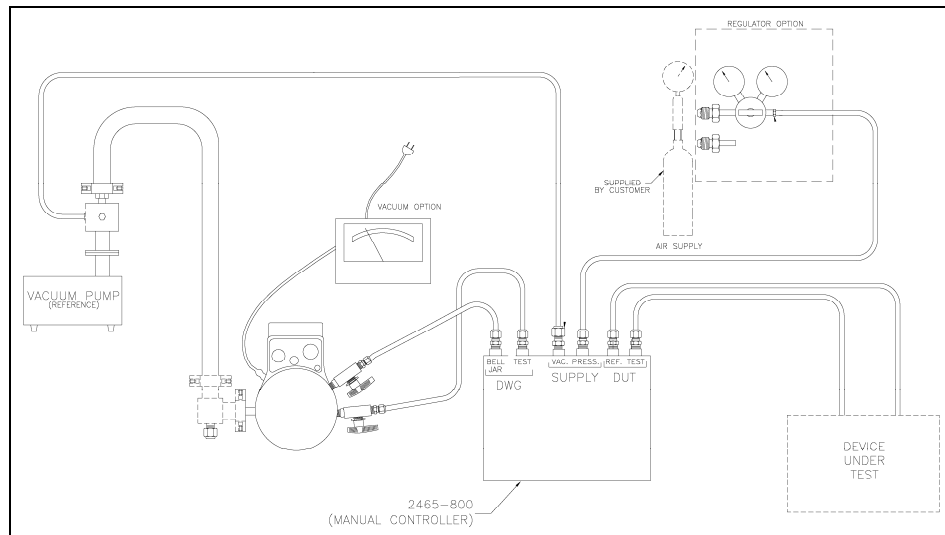 REGULATOR OPTION
SUPPLIED
BY CUSTOMER
AIR SUPPLY
VACUUM OPTION
VACUUM PUMP
(REFERENCE)
BELL JAR
TEST
DWG
VAC.
PRESS.
SUPPLY
REF.
TEST
DUT
2465-800
(MANUAL CONTROLLER)
DEVICE
UNDER
TEST